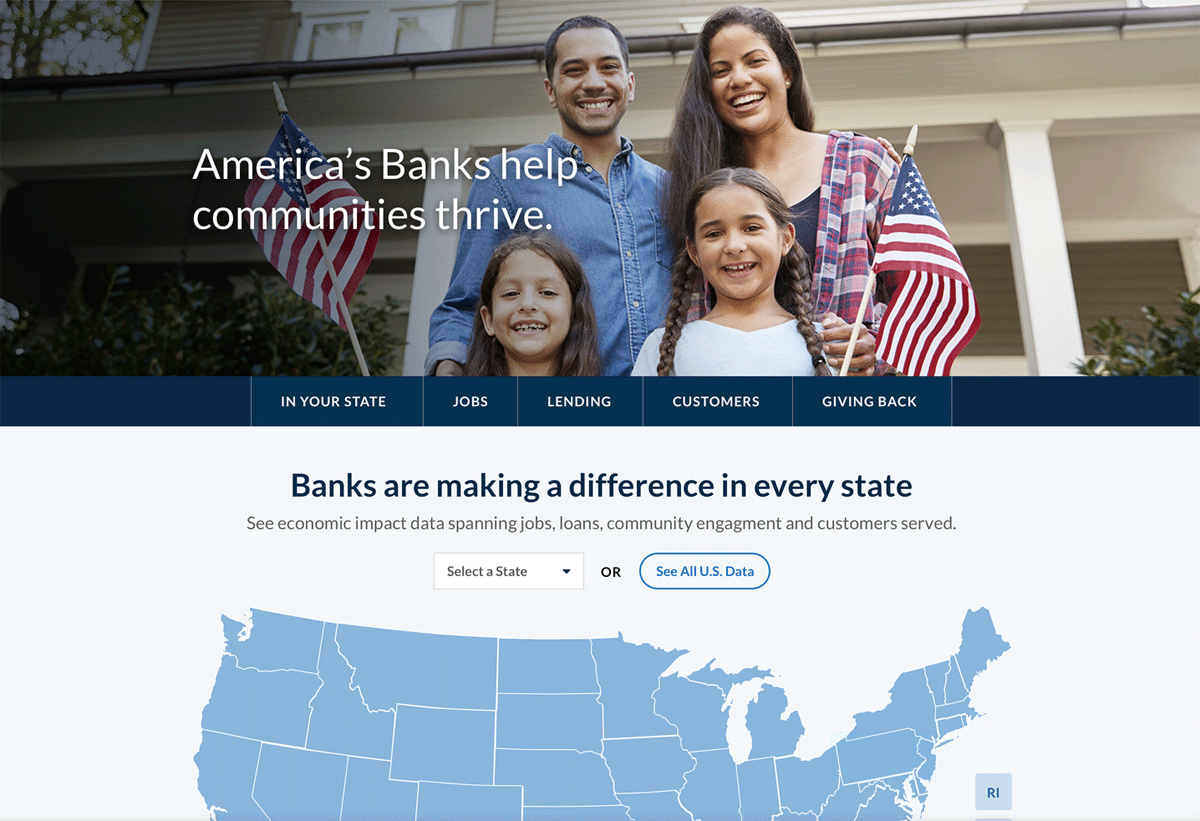 America’s Banks help
communities thrive.
IN YOUR STATE
JOBS
LENDING
CUSTOMERS
GIVING BACK
Banks are making a difference in every state
See economic impact data spanning jobs, loans, community engagment and customers served.
Select a State
OR
See All U.S. Data
RI